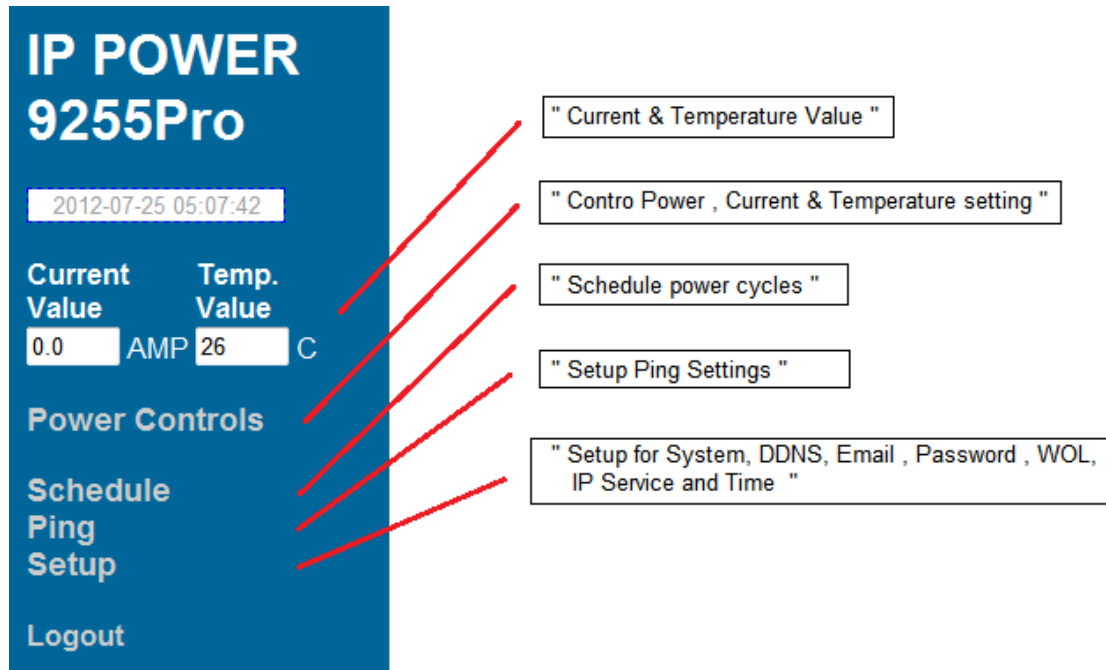 IP POWER
9255Pro
2012-07-25 05:07:42
Current Temp.
Value Value
0.0 AMP 26 C
Power Controls
Schedule
Ping
Setup
Logout
" Current & Temperature Value "
" Contro Power , Current & Temperature setting "
" Schedule power cycles "
" Setup Ping Settings "
" Setup for System, DDNS, Email , Password , WOL,
IP Service and Time "